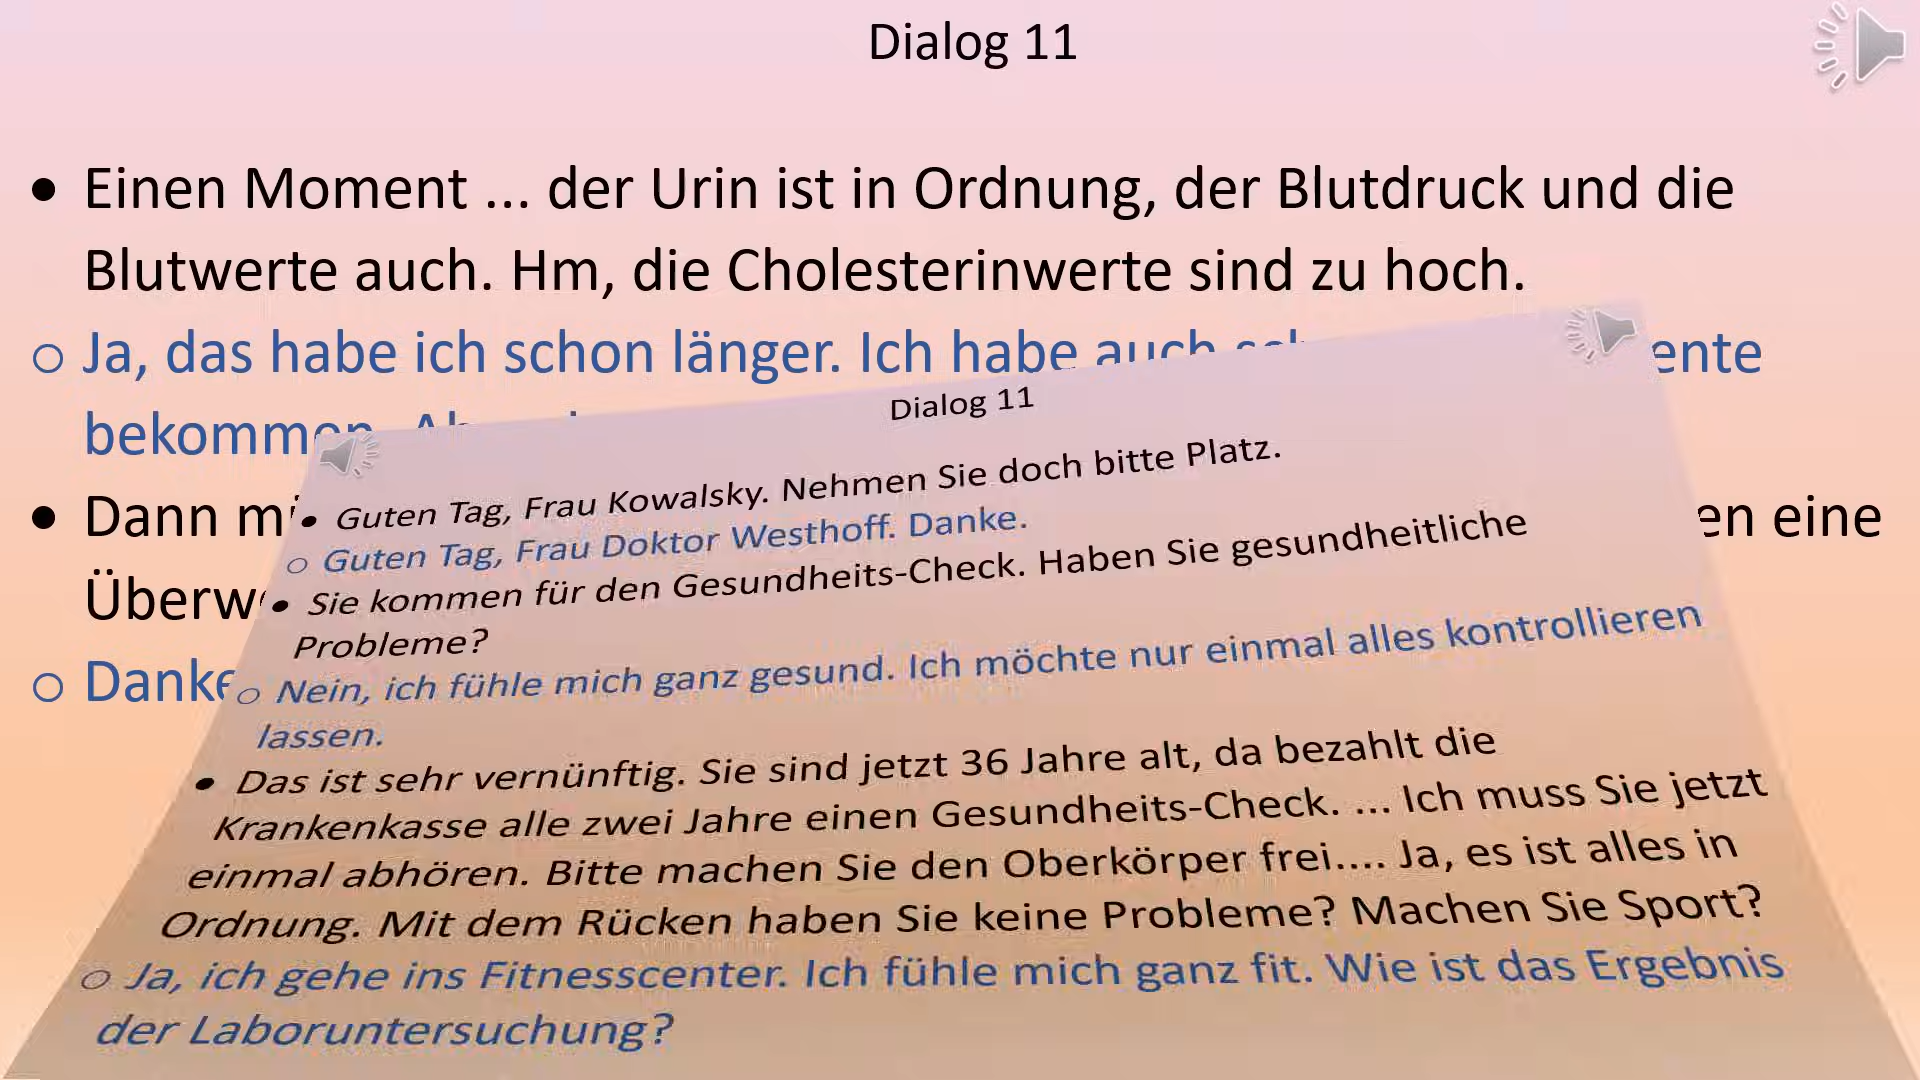 Dialog 11
• Einen Moment ... der Urin ist in Ordnung, der Blutdruck und die
Blutwerte auch. Hm, die Cholesterinwerte sind zu hoch.
○ Ja, das habe ich schon länger. Ich habe auch
bekommen.
• Dann
eine
○ Danke
Dialog 11
• Guten Tag, Frau Kowalsky. Nehmen Sie doch bitte Platz.
○ Guten Tag, Frau Doktor Westhoff. Danke.
• Sie kommen für den Gesundheits-Check. Haben Sie gesundheitliche
Probleme?
○ Nein, ich fühle mich ganz gesund. Ich möchte nur einmal alles kontrollieren
lassen.
• Das ist sehr vernünftig. Sie sind jetzt 36 Jahre alt, da bezahlt die
Krankenkasse alle zwei Jahre einen Gesundheits-Check. ... Ich muss Sie jetzt
einmal abhören. Bitte machen Sie den Oberkörper frei.... Ja, es ist alles in
Ordnung. Mit dem Rücken haben Sie keine Probleme? Machen Sie Sport?
○ Ja, ich gehe ins Fitnesscenter. Ich fühle mich ganz fit. Wie ist das Ergebnis
der Laboruntersuchung?